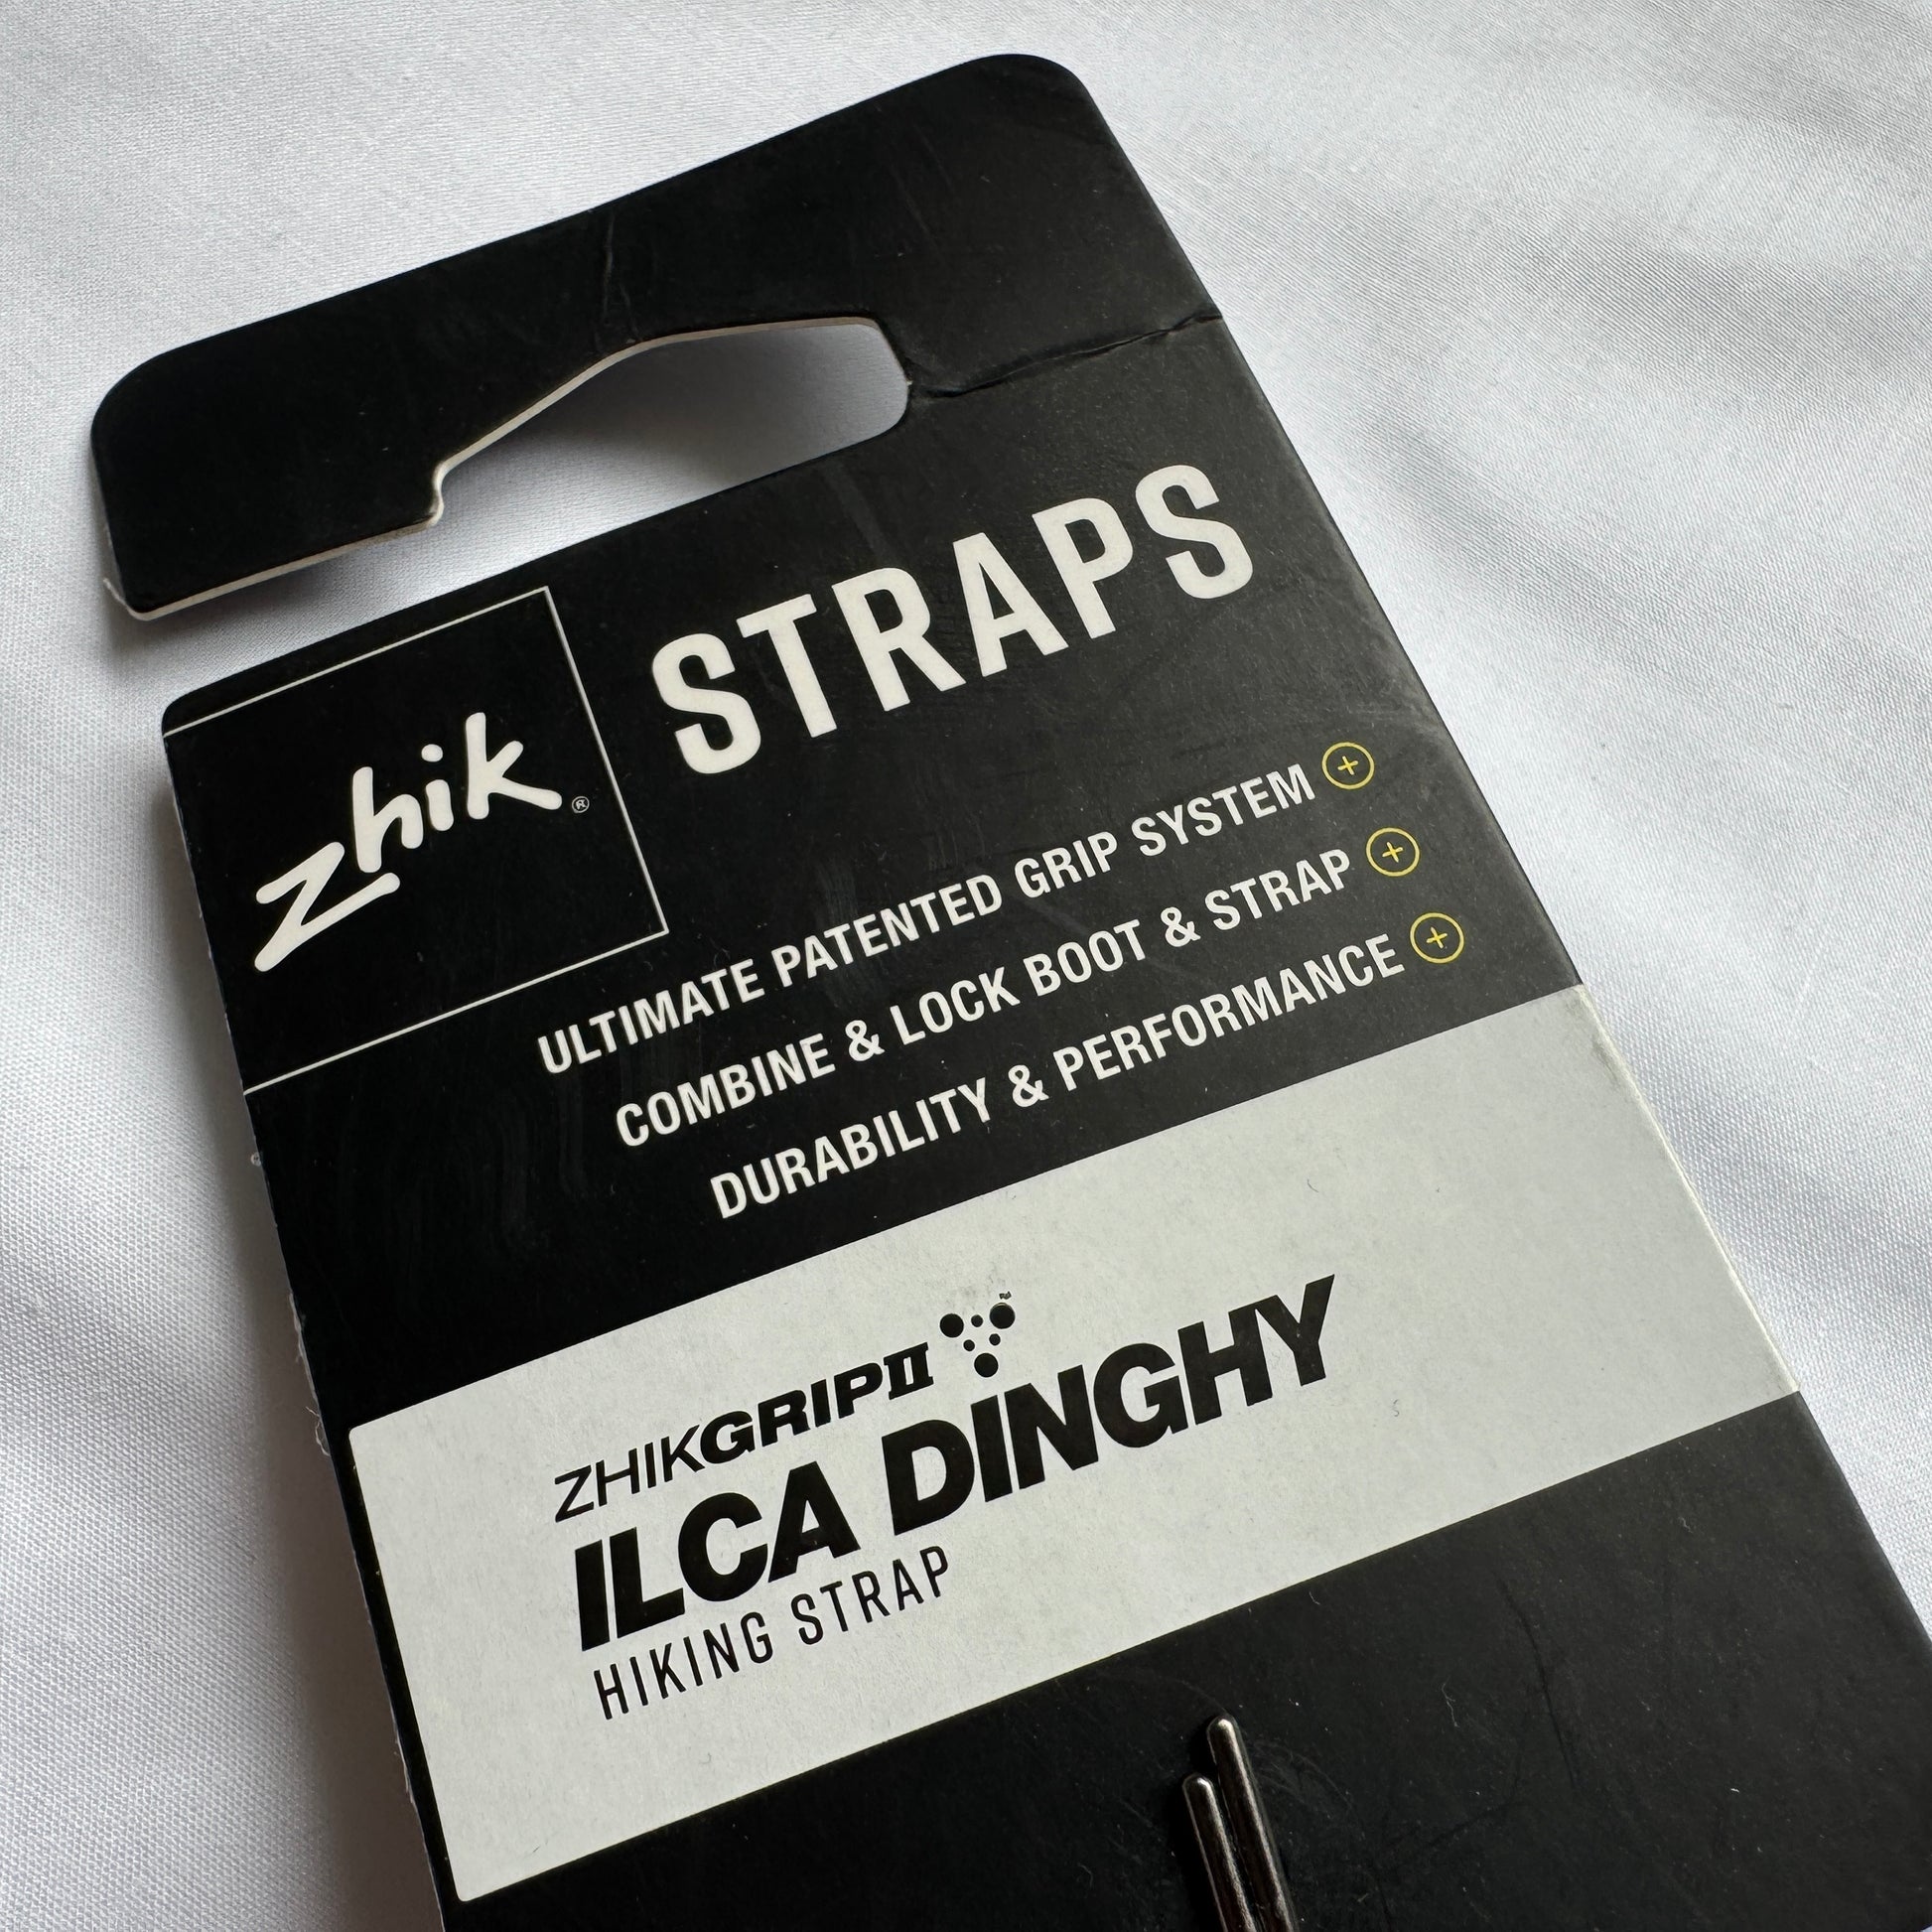 zhik®
STRAPS
ULTIMATE PATENTED GRIP SYSTEM
COMBINE & LOCK BOOT & STRAP
DURABILITY & PERFORMANCE
ZHIKGRIPII
ILCA DINGHY
HIKING STRAP